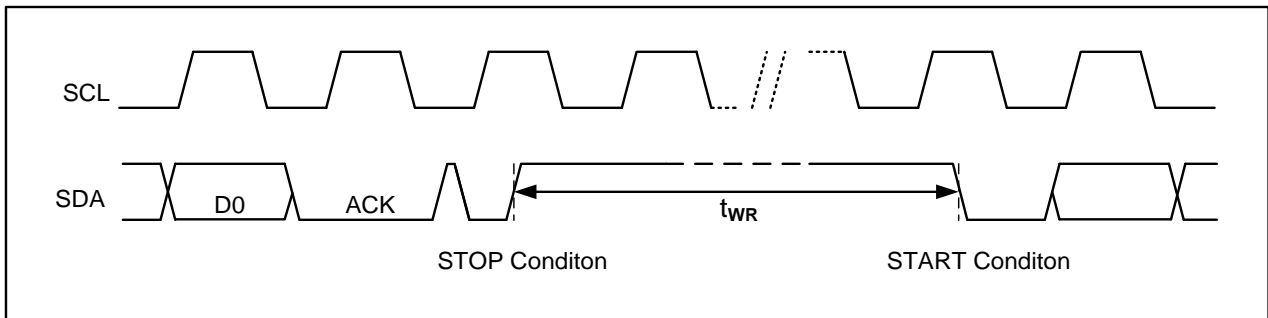 SCL
SDA
D0
ACK
tWR
STOP Conditon
START Conditon